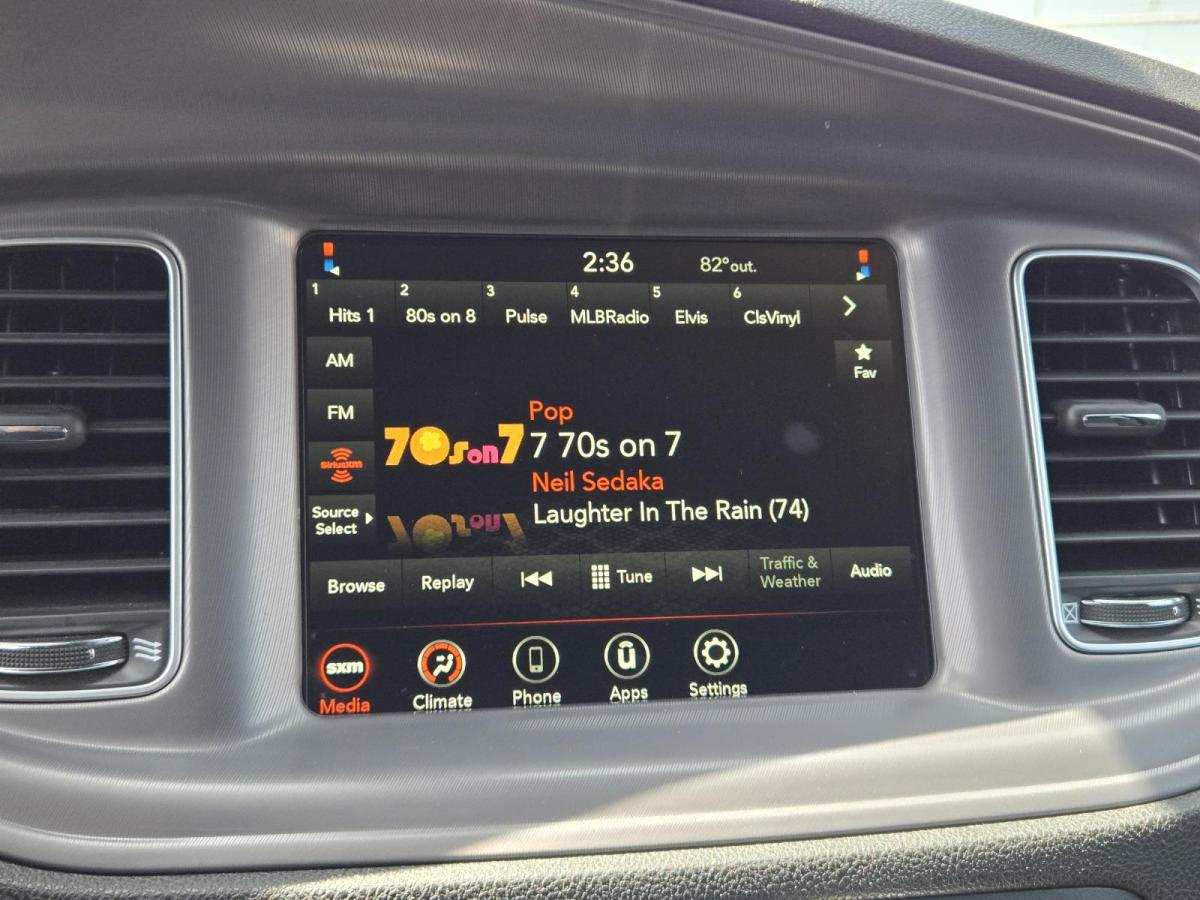 2:36 82° out.
1 2 3 4 5 6
Hits 1 80s on 8 Pulse MLBRadio Elvis ClsVinyl
AM
Fav
FM
Pop
70s on 7 7 70s on 7
SiriusXM
Neil Sedaka
Source
Select
Laughter In The Rain (74)
Browse Replay Tune Traffic &
Weather Audio
sxm
Media Climate Phone Apps Settings